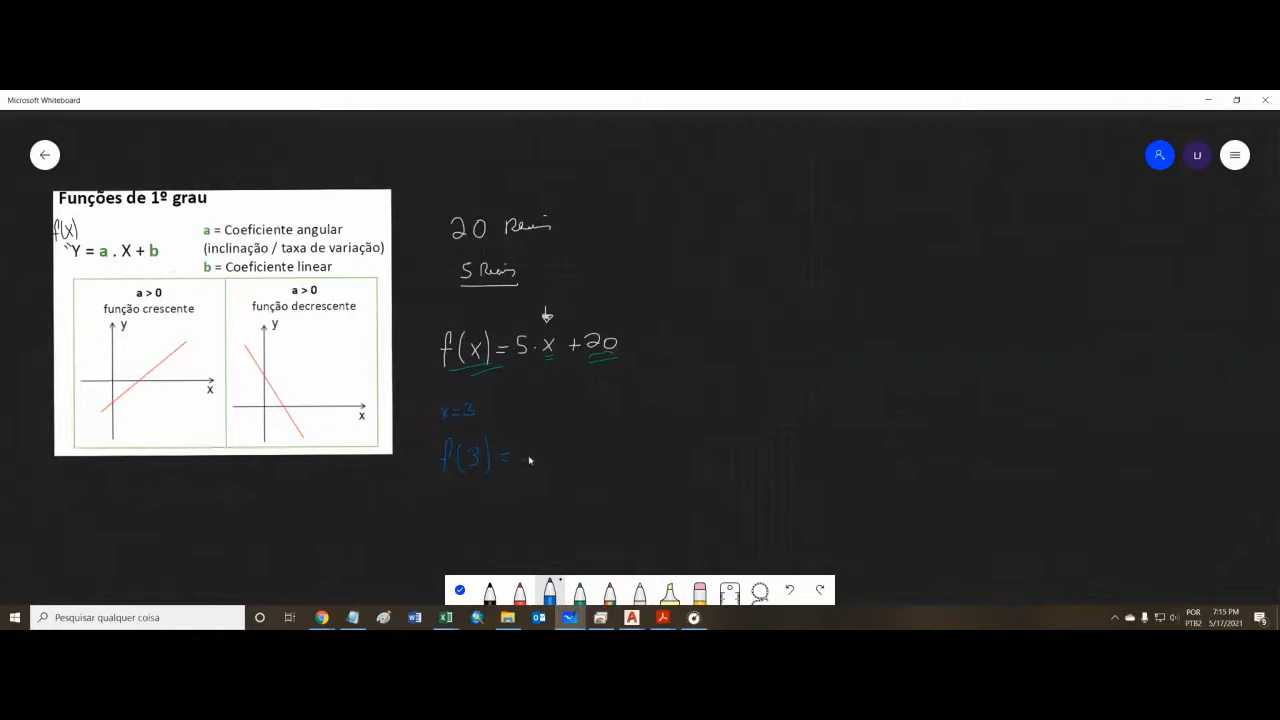 Microsoft Whiteboard
U
Funções de 1º grau
f(x)
Y = a . X + b
a = Coeficiente angular
(inclinação / taxa de variação)
b = Coeficiente linear
a > 0
função crescente
y
x
a > 0
função decrescente
y
x
20 Reais
5 Reais
f(x) = 5 · x + 20
x = 3
f(3) =
Pesquisar qualquer coisa
POR
PTB2
7:15 PM
5/17/2021